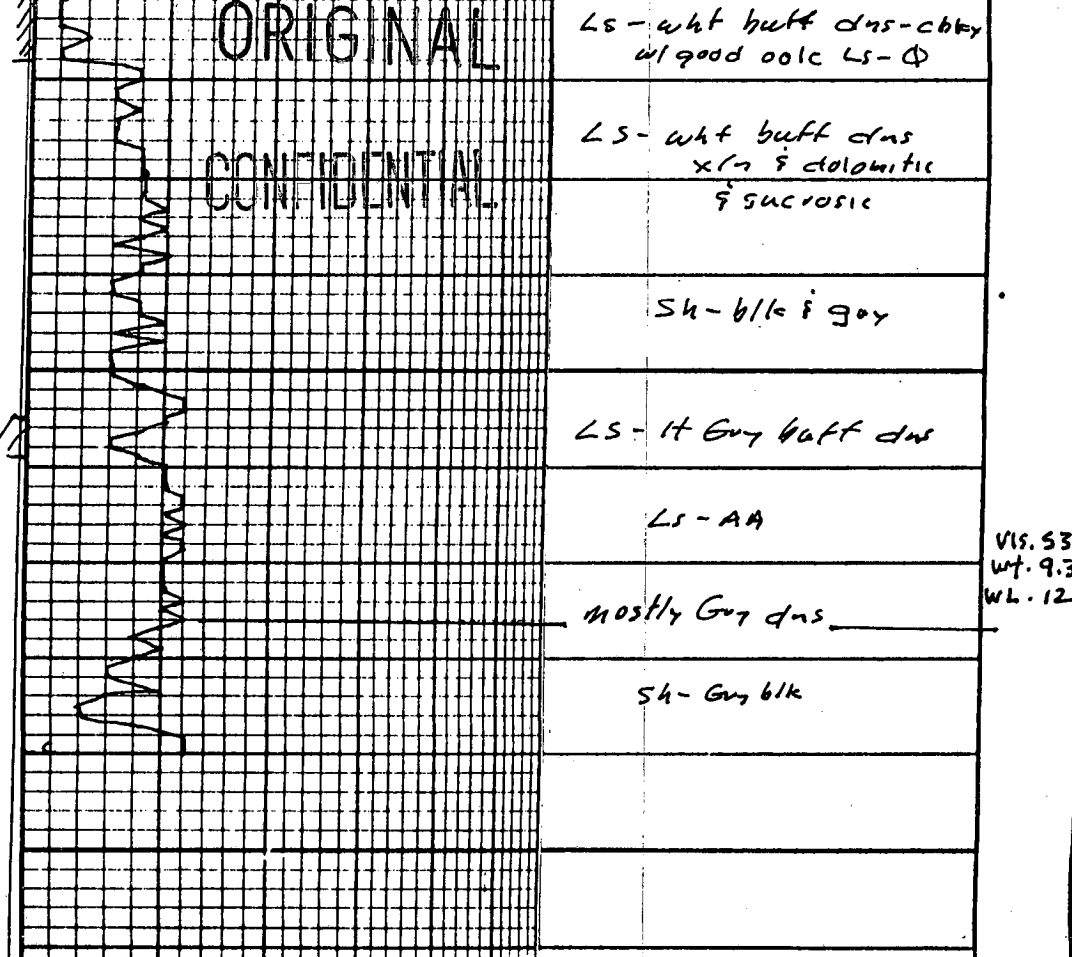 ORIGINAL
Ls - wht buff dns - chky
w/ good oolc Ls - Φ
CONFIDENTIAL
LS - wht buff dns
xln & dolomitic
& sucrosic
Sh - blk & gry
LS - lt Gry buff dns
Ls - AA
Vis. 53
wt. 9.3
WL. 12
mostly Gry dns
Sh - Gry blk